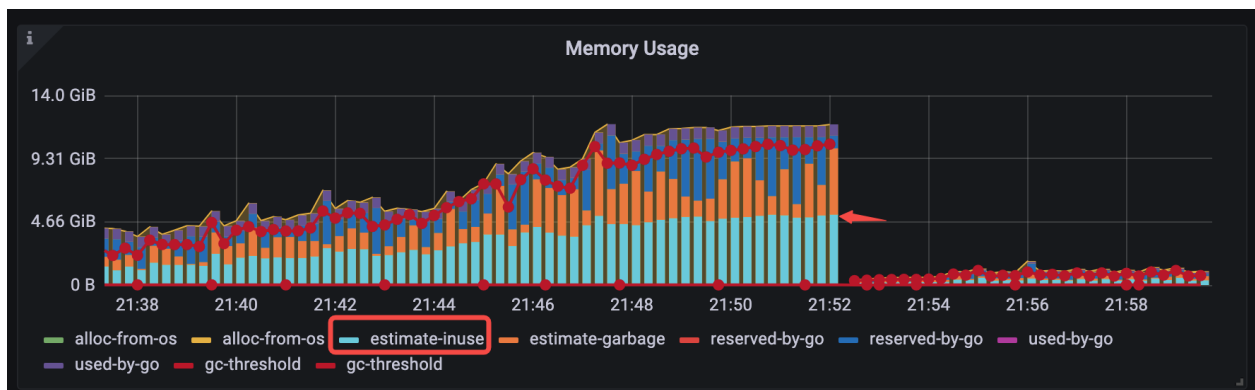 i
Memory Usage
14.0 GiB
9.31 GiB
4.66 GiB
0 B
21:38 21:40 21:42 21:44 21:46 21:48 21:50 21:52 21:54 21:56 21:58
alloc-from-os alloc-from-os estimate-inuse estimate-garbage reserved-by-go reserved-by-go used-by-go
used-by-go gc-threshold gc-threshold